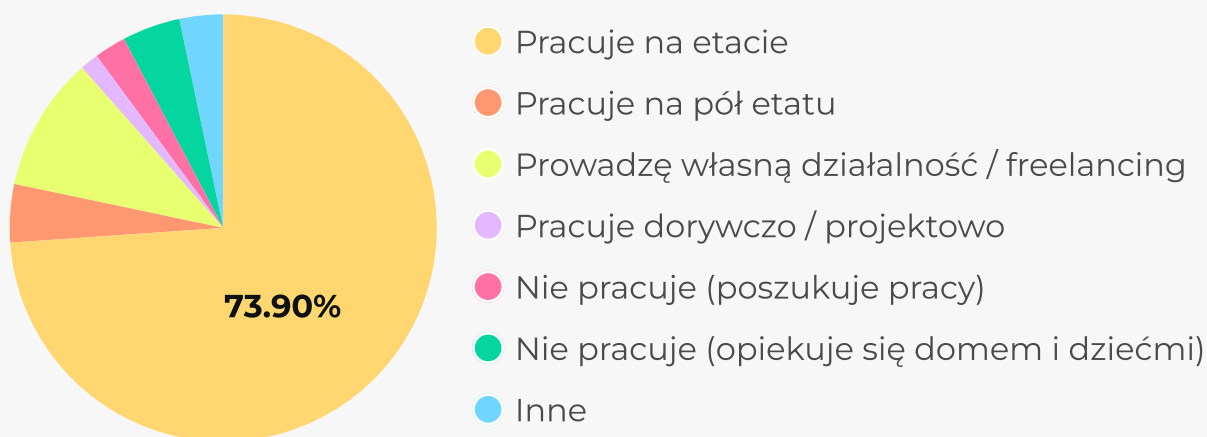 73.90%
Pracuje na etacie
Pracuje na pół etatu
Prowadzę własną działalność / freelancing
Pracuje dorywczo / projektowo
Nie pracuje (poszukuje pracy)
Nie pracuje (opiekuje się domem i dziećmi)
Inne